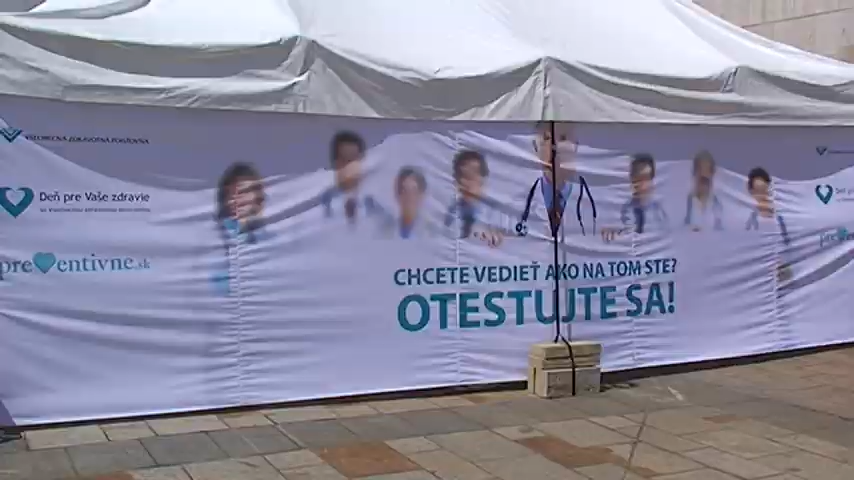 VŠEOBECNÁ ZDRAVOTNÁ POISŤOVŇA
Deň pre Vaše zdravie
preventivne.sk
CHCETE VEDIEŤ AKO NA TOM STE?
OTESTUJTE SA!